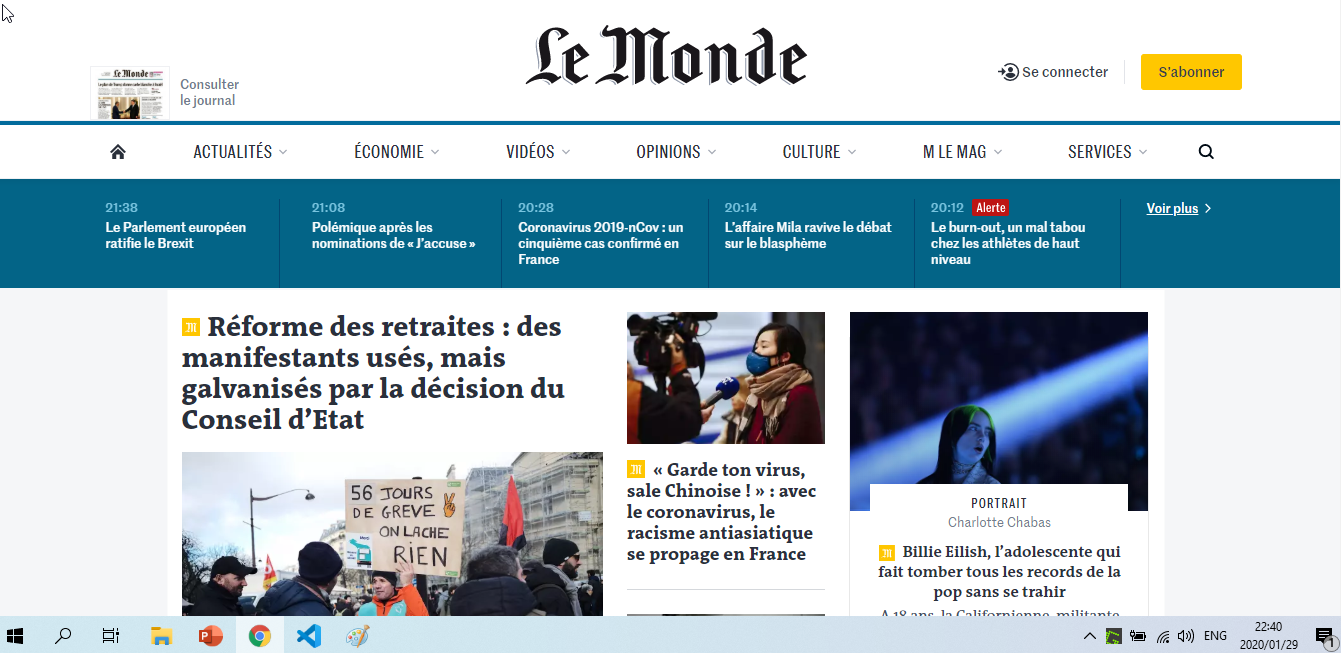 Le Monde
Le Monde
Consulter
le journal
Se connecter
S'abonner
ACTUALITÉS
ÉCONOMIE
VIDÉOS
OPINIONS
CULTURE
M LE MAG
SERVICES
21:38
Le Parlement européen
ratifie le Brexit
21:08
Polémique après les
nominations de « J'accuse »
20:28
Coronavirus 2019-nCov : un
cinquième cas confirmé en
France
20:14
L'affaire Mila ravive le débat
sur le blasphème
20:12 Alerte
Le burn-out, un mal tabou
chez les athlètes de haut
niveau
Voir plus
M Réforme des retraites : des
manifestants usés, mais
galvanisés par la décision du
Conseil d'Etat
56 JOURS
DE GREVE
ON LACHE
RIEN
M « Garde ton virus,
sale Chinoise ! » : avec
le coronavirus, le
racisme antiasiatique
se propage en France
PORTRAIT
Charlotte Chabas
M Billie Eilish, l'adolescente qui
fait tomber tous les records de la
pop sans se trahir
A 18 ans, la Californienne, militante
ENG
22:40
2020/01/29
1